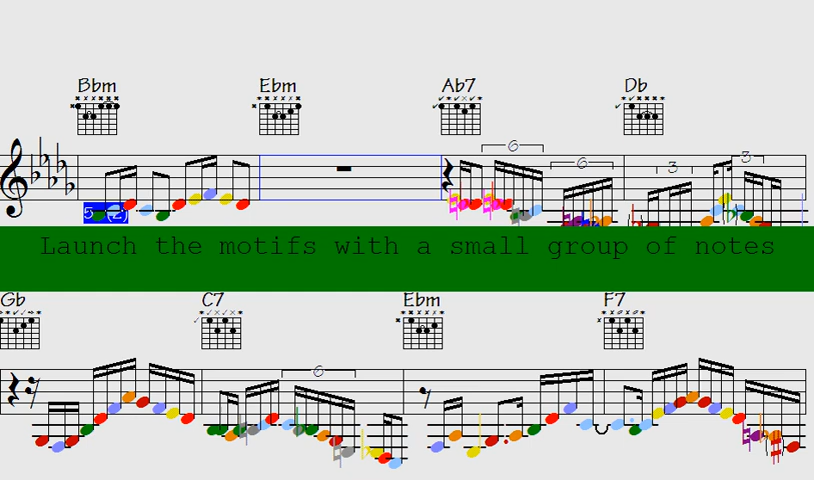 Bbm Ebm Ab7 Db
6 6 3 3
5 (2)
Launch the motifs with a small group of notes
Gb C7 Ebm F7
6